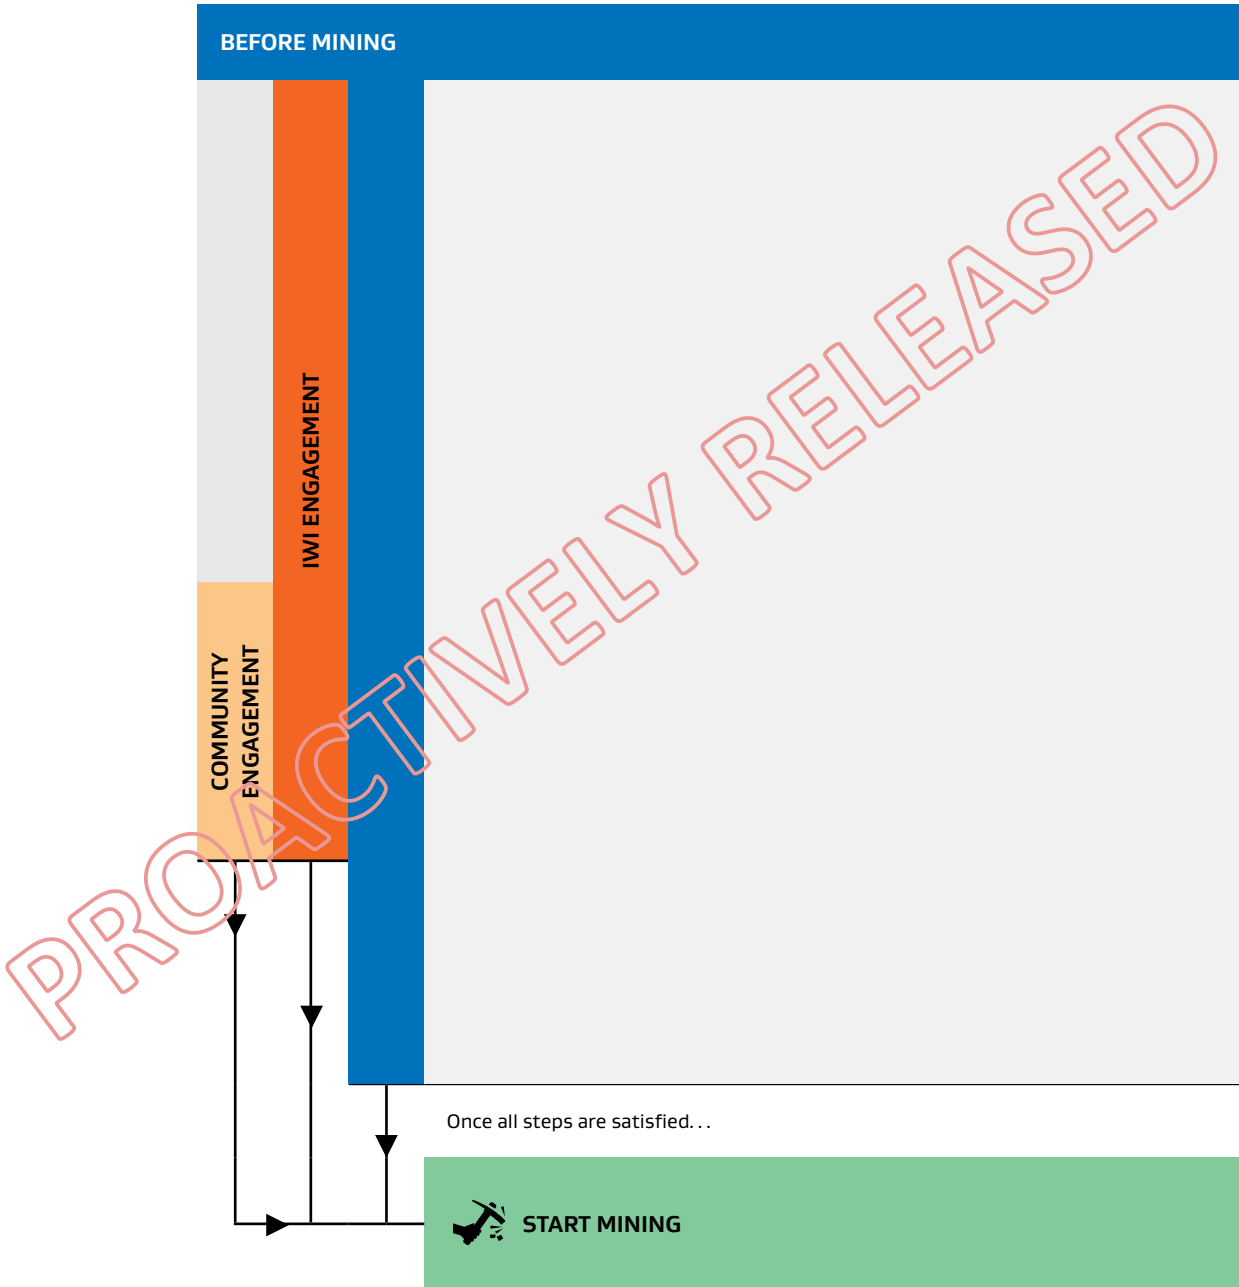 BEFORE MINING
IWI ENGAGEMENT
COMMUNITY
ENGAGEMENT
PROACTIVELY RELEASED
Once all steps are satisfied...
START MINING